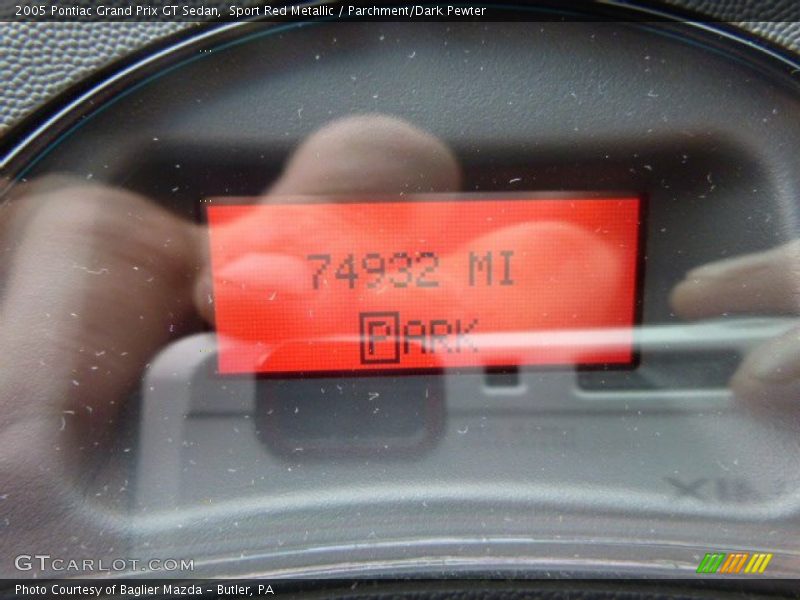 2005 Pontiac Grand Prix GT Sedan, Sport Red Metallic / Parchment/Dark Pewter
74932 MI
PARK
GTCARLOT.COM
Photo Courtesy of Baglier Mazda - Butler, PA